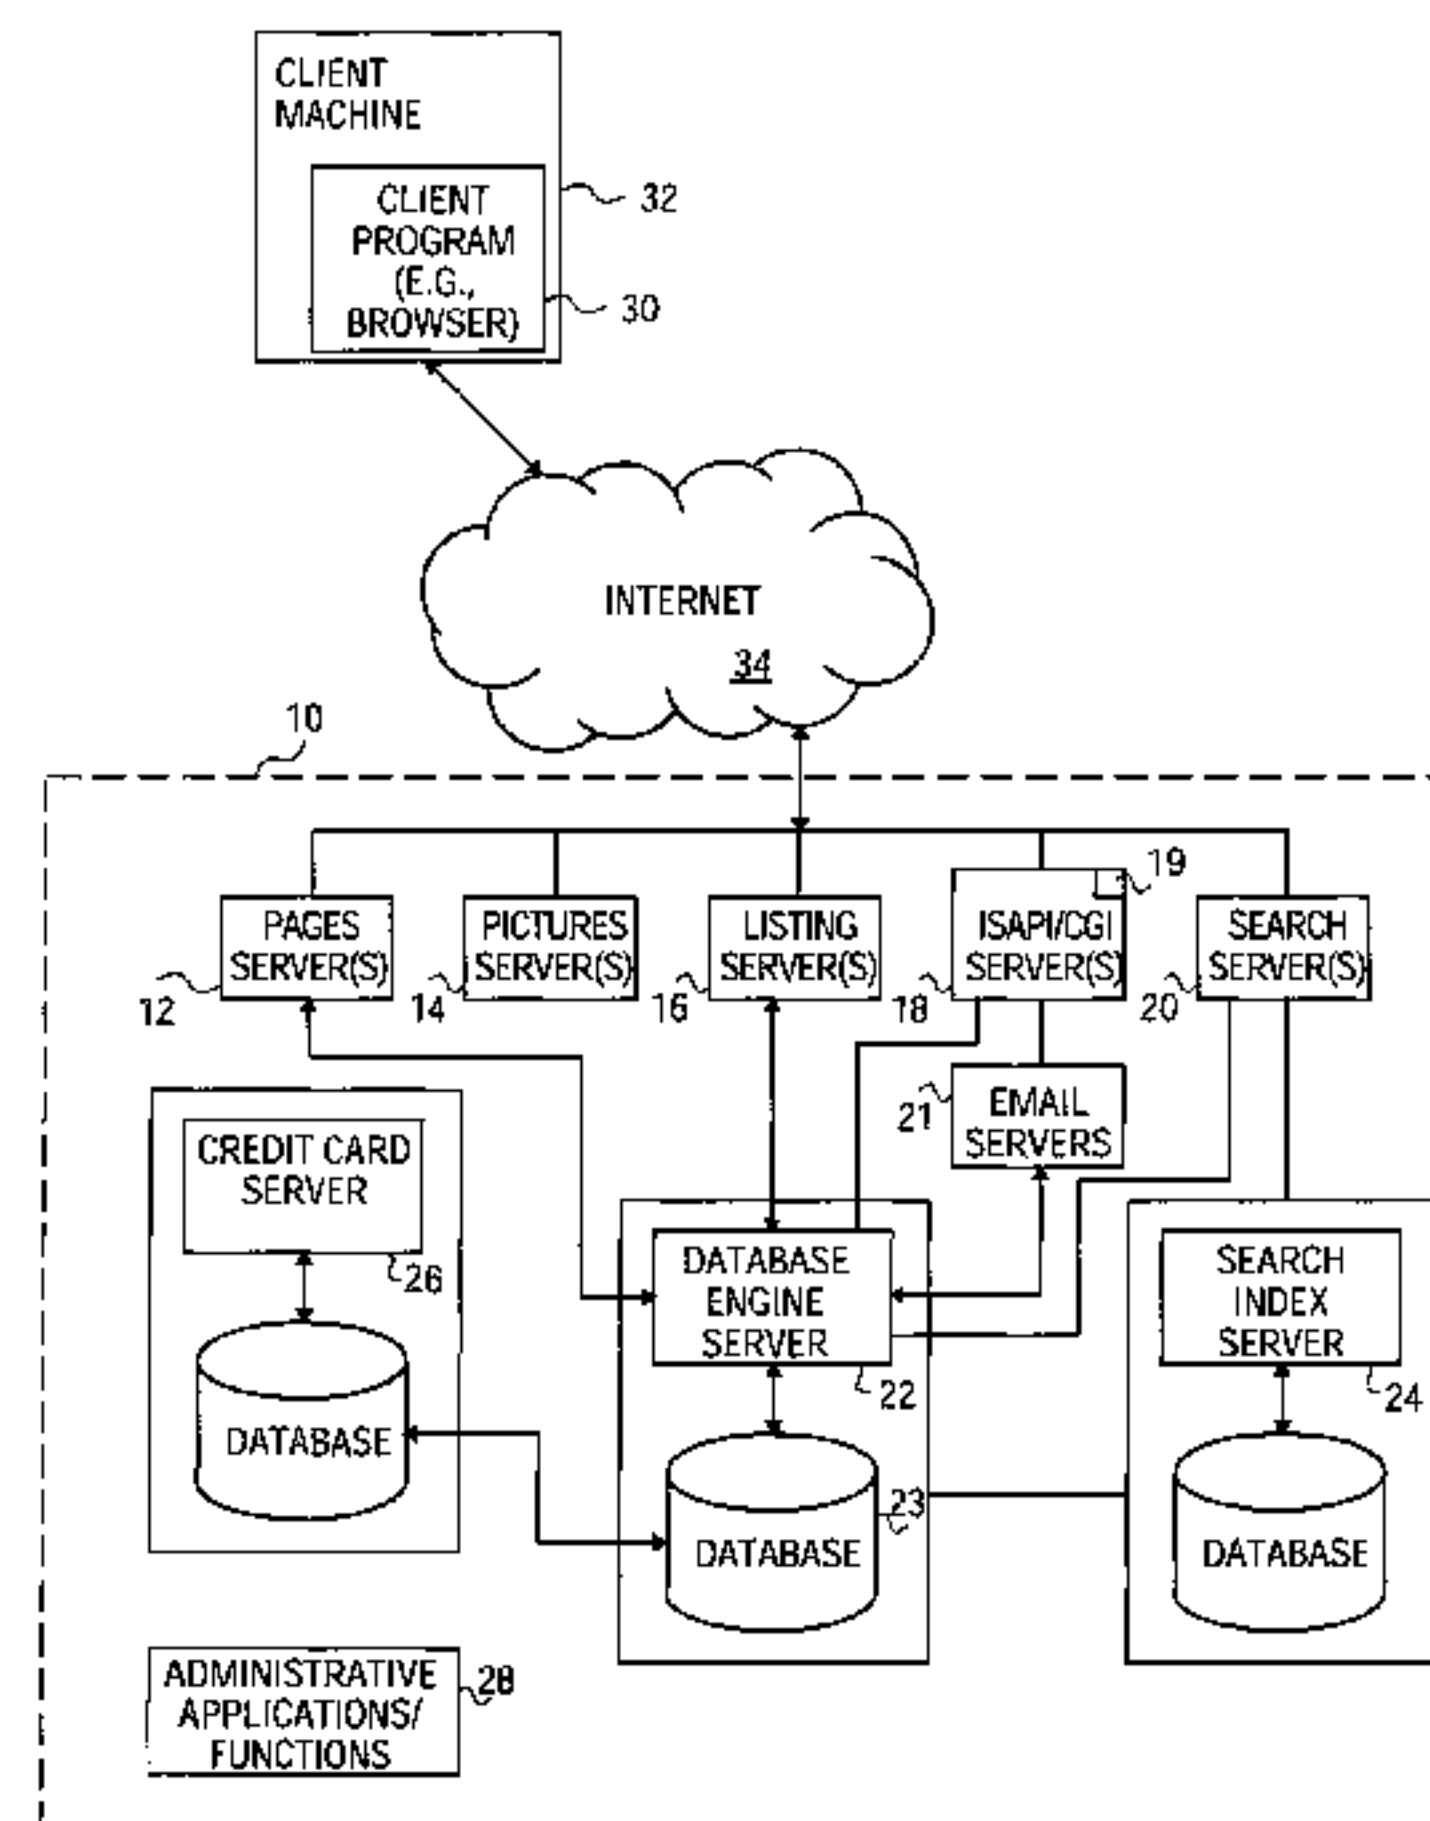 CLIENT
MACHINE
CLIENT
PROGRAM
(E.G.,
BROWSER)
32
30
INTERNET
34
10
19
PAGES
SERVER(S)
12
PICTURES
SERVER(S)
14
LISTING
SERVER(S)
16
ISAPI/CGI
SERVER(S)
18
SEARCH
SERVER(S)
20
EMAIL
SERVERS
21
CREDIT CARD
SERVER
26
DATABASE
DATABASE
ENGINE
SERVER
22
DATABASE
23
SEARCH
INDEX
SERVER
24
DATABASE
ADMINISTRATIVE
APPLICATIONS/
FUNCTIONS
28